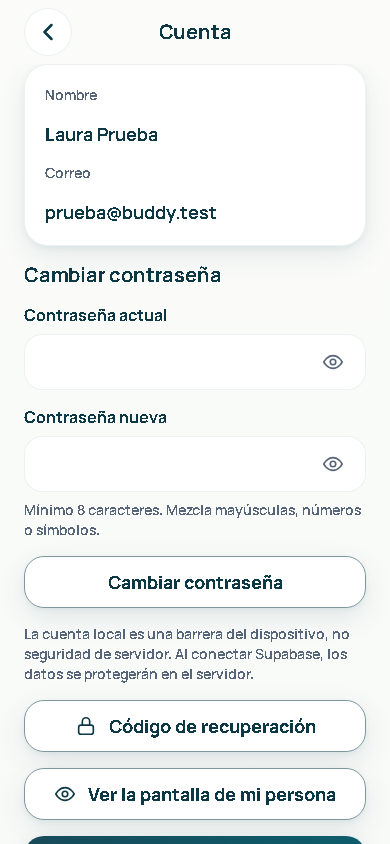 Cuenta
Nombre
Laura Prueba
Correo
prueba@buddy.test
Cambiar contraseña
Contraseña actual
Contraseña nueva
Mínimo 8 caracteres. Mezcla mayúsculas, números
o símbolos.
Cambiar contraseña
La cuenta local es una barrera del dispositivo, no
seguridad de servidor. Al conectar Supabase, los
datos se protegerán en el servidor.
Código de recuperación
Ver la pantalla de mi persona